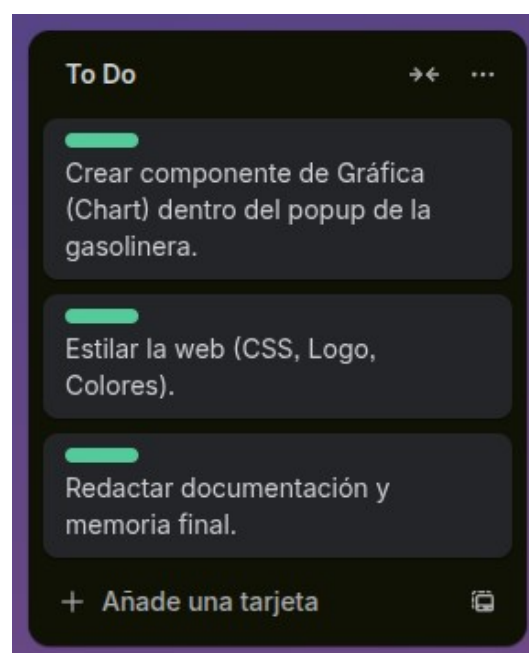 To Do
Crear componente de Gráfica
(Chart) dentro del popup de la
gasolinera.
Estilar la web (CSS, Logo,
Colores).
Redactar documentación y
memoria final.
+ Añade una tarjeta